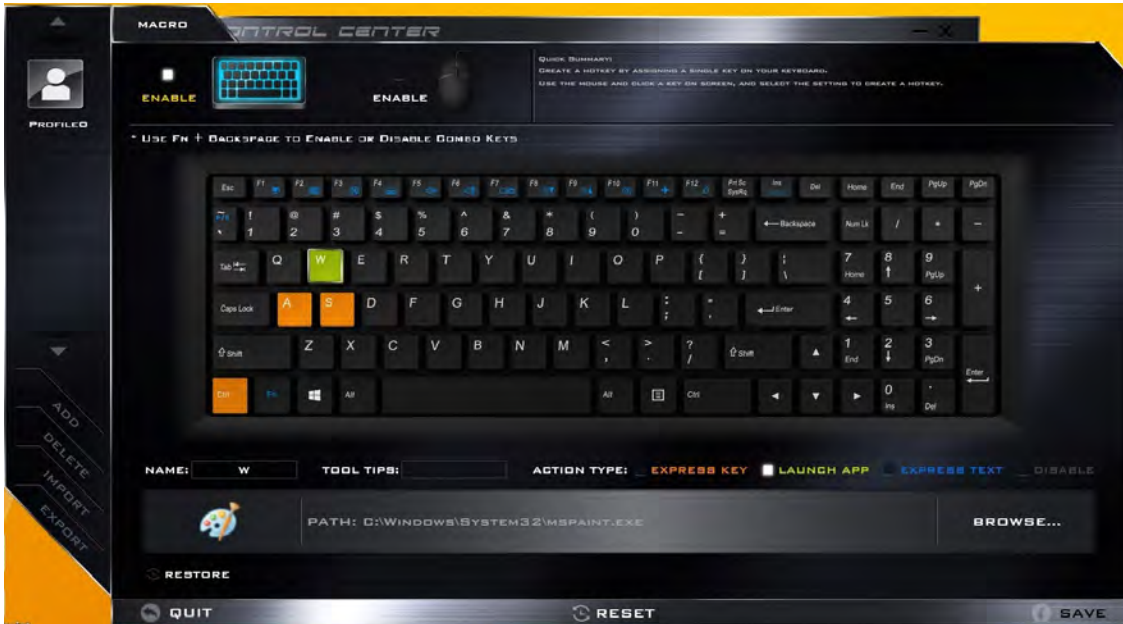 MACRO
CONTROL CENTER
QUICK SUMMARY:
CREATE A HOTKEY BY ASSIGNING A SINGLE KEY ON YOUR KEYBOARD.
USE THE MOUSE AND CLICK A KEY ON SCREEN, AND SELECT THE SETTING TO CREATE A HOTKEY.
ENABLE
ENABLE
PROFILE0
* USE FN + BACKSPACE TO ENABLE OR DISABLE COMBO KEYS
Esc F1 F2 F3 F4 F5 F6 F7 F8 F9 F10 F11 F12 Prt Sc SysRq Ins Del Home End PgUp PgDn
~ ` ! 1 @ 2 # 3 $ 4 % 5 ^ 6 & 7 * 8 ( 9 ) 0 _ - + = Backspace Num Lk / * -
Tab Q W E R T Y U I O P { [ } ] | \ 7 Home 8 9 PgUp +
Caps Lock A S D F G H J K L : ; Enter 4 5 6
Shift Z X C V B N M < , > . ? / Shift 1 End 2 3 PgDn Enter
Ctrl Fn Alt Alt Ctrl 0 Ins . Del
ADD
DELETE
IMPORT
EXPORT
NAME: W TOOL TIPS: ACTION TYPE: EXPRESS KEY LAUNCH APP EXPRESS TEXT DISABLE
PATH: C:\WINDOWS\SYSTEM32\MSPAINT.EXE BROWSE...
RESTORE
QUIT RESET SAVE